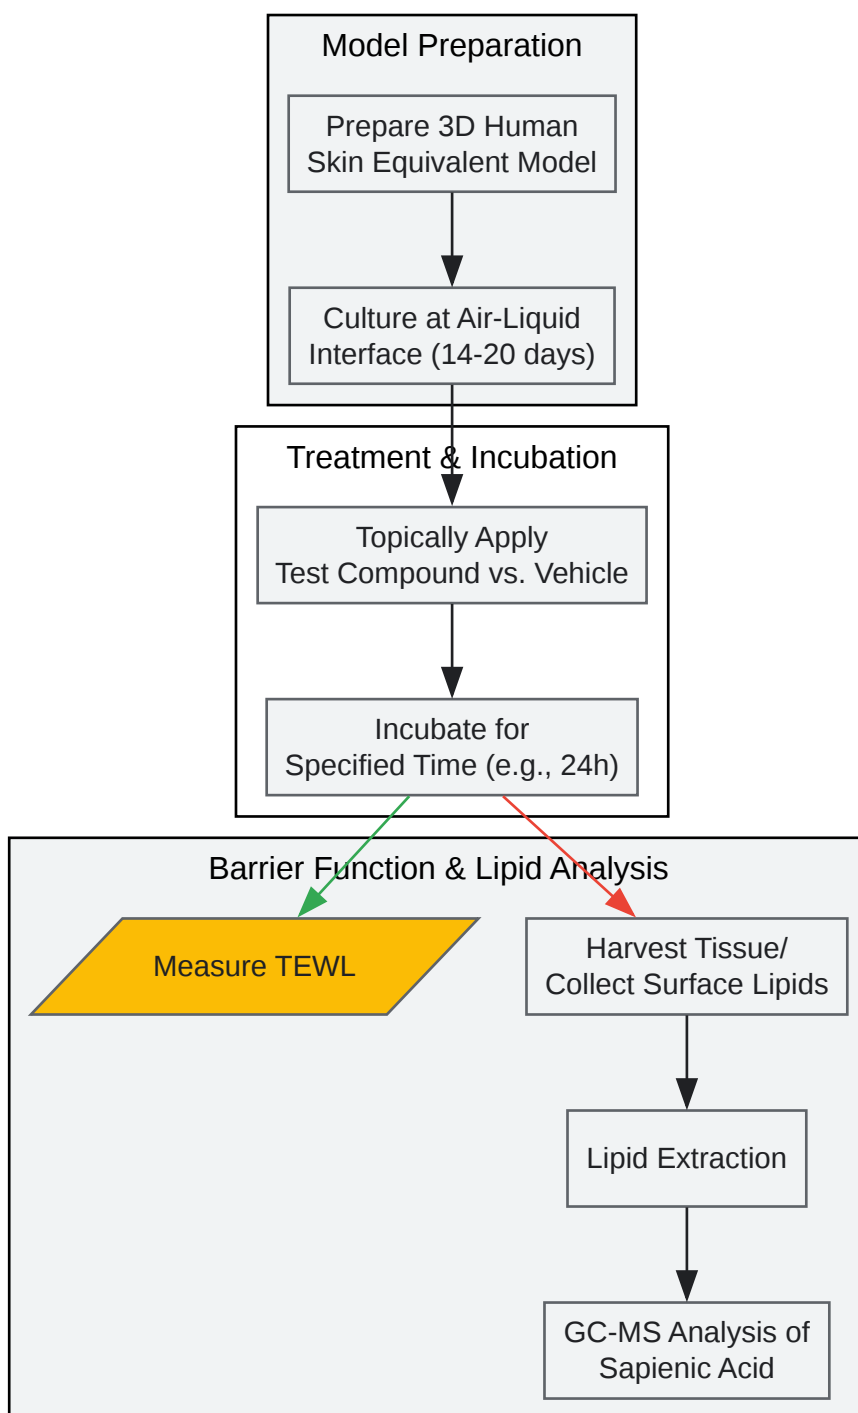 Model Preparation
Prepare 3D Human
Skin Equivalent Model
Culture at Air-Liquid
Interface (14-20 days)
Treatment & Incubation
Topically Apply
Test Compound vs. Vehicle
Incubate for
Specified Time (e.g., 24h)
Barrier Function & Lipid Analysis
Measure TEWL
Harvest Tissue/
Collect Surface Lipids
Lipid Extraction
GC-MS Analysis of
Sapienic Acid